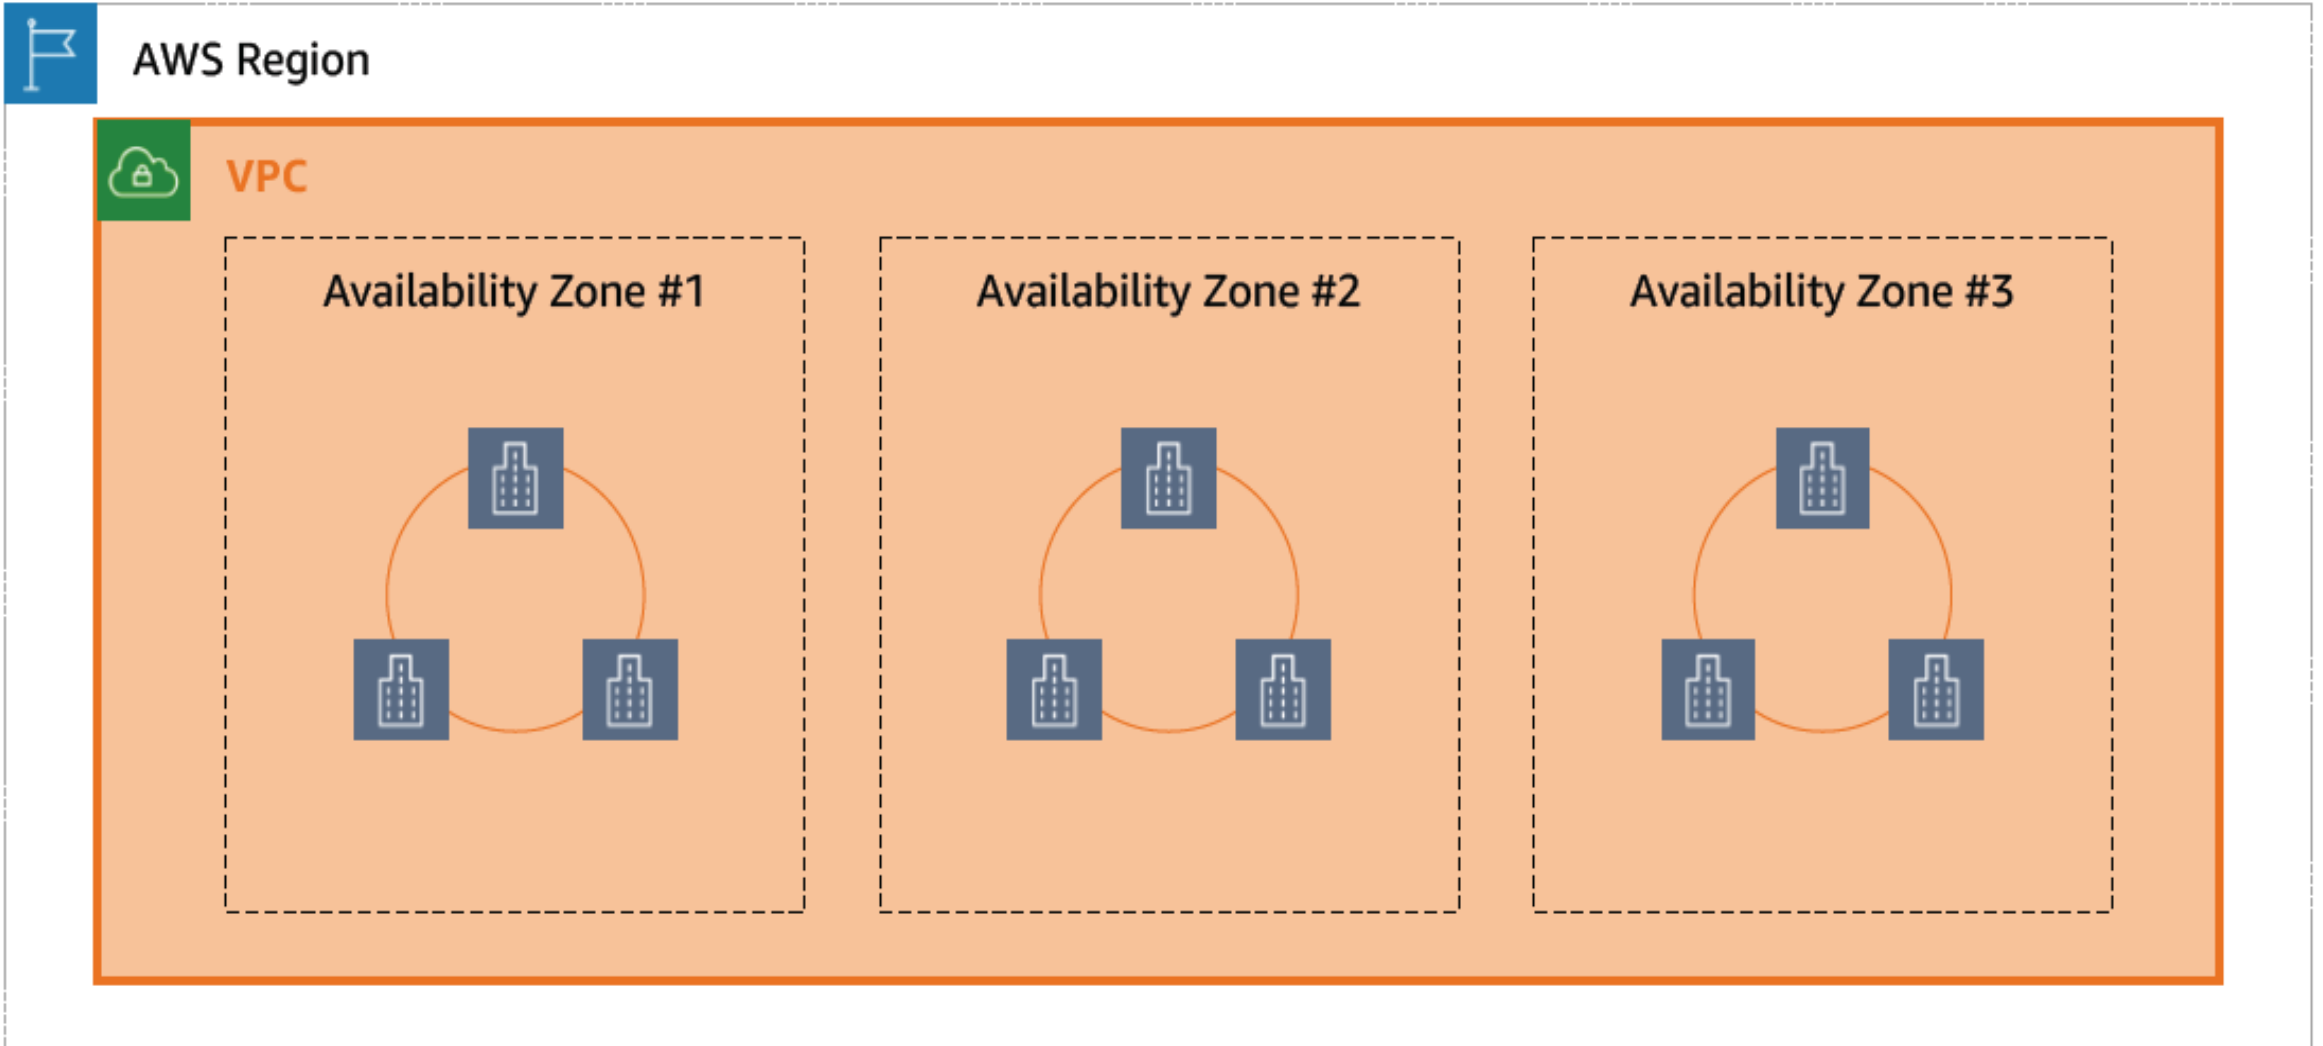 AWS Region
VPC
Availability Zone #1
Availability Zone #2
Availability Zone #3